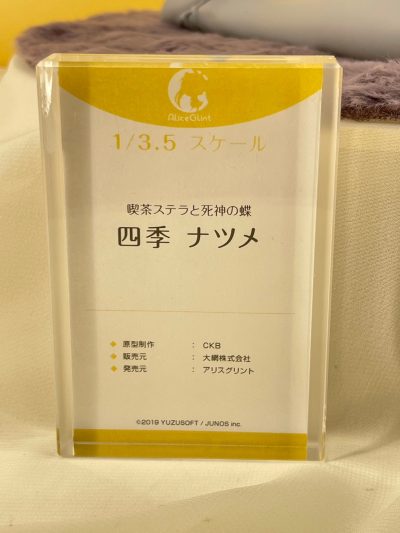 AliceGlint
1/3.5 スケール
喫茶ステラと死神の蝶
四季 ナツメ
◆ 原型制作 : CKB
◆ 販売元 : 大網株式会社
◆ 発売元 : アリスグリント
©2019 YUZUSOFT / JUNOS inc.